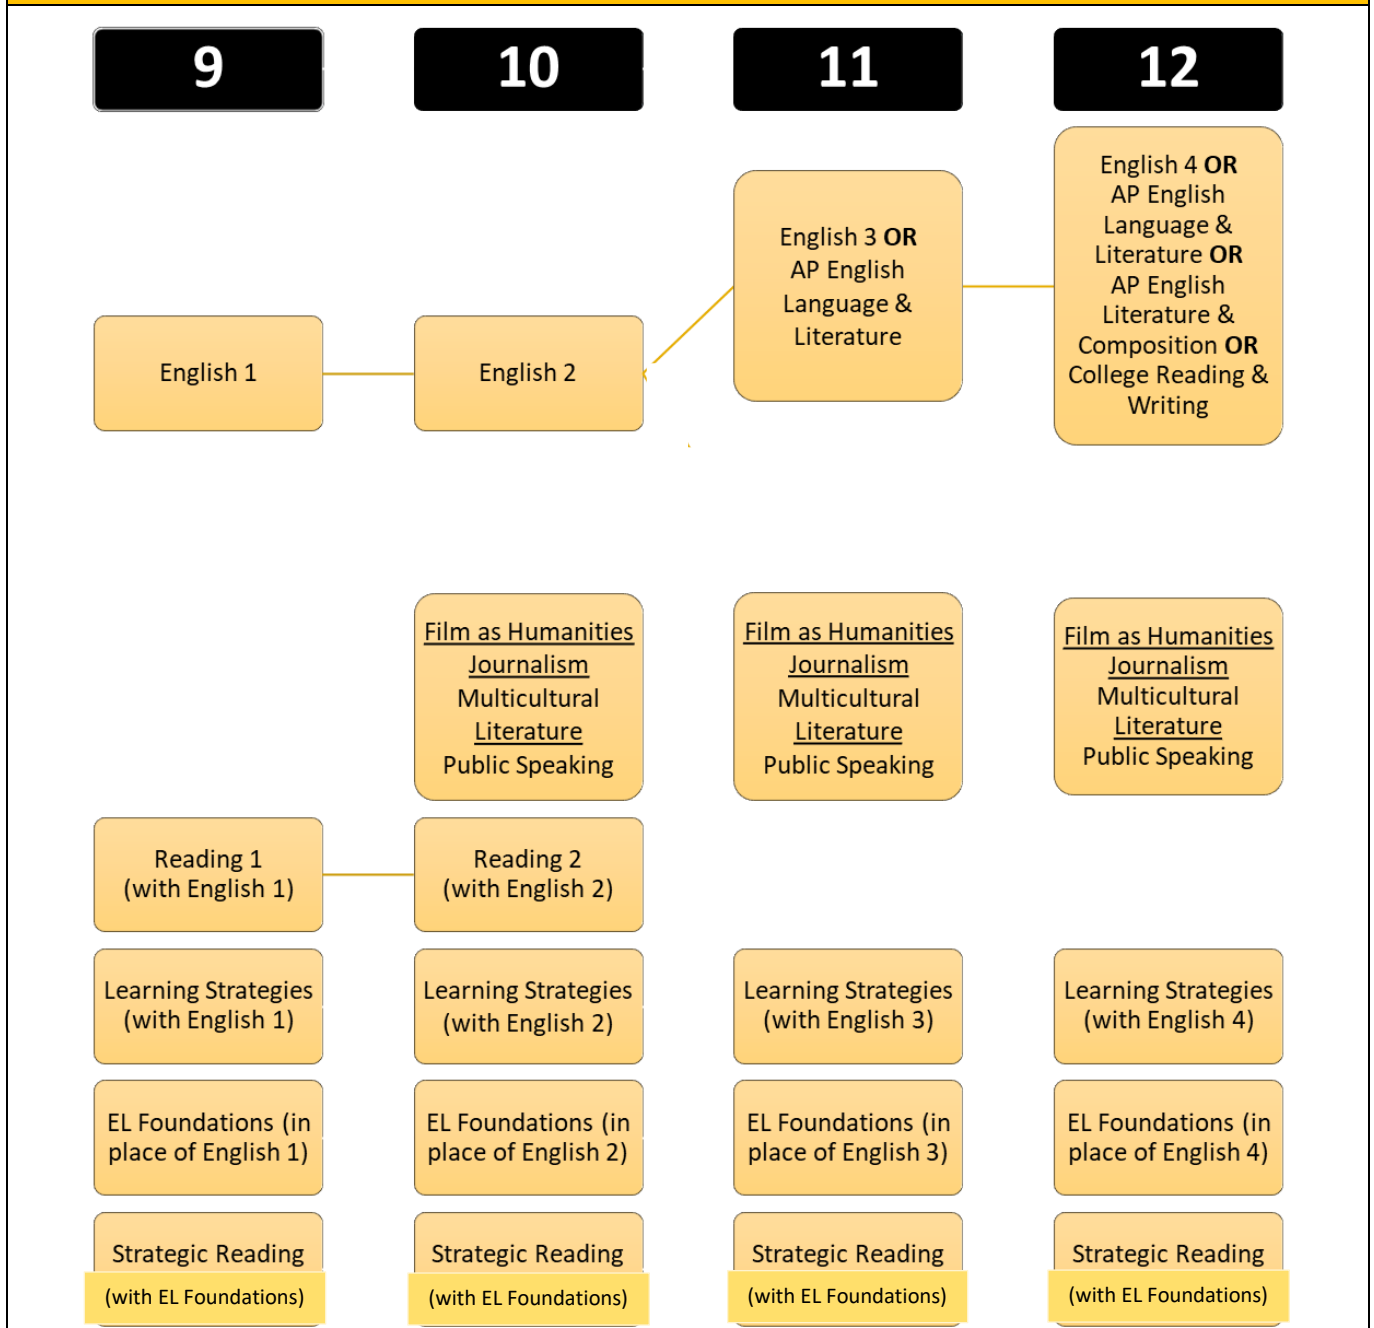 9
10
11
12
English 1
English 2
English 3 OR
AP English
Language &
Literature
English 4 OR
AP English
Language &
Literature OR
AP English
Literature &
Composition OR
College Reading &
Writing
Film as Humanities
Journalism
Multicultural
Literature
Public Speaking
Film as Humanities
Journalism
Multicultural
Literature
Public Speaking
Film as Humanities
Journalism
Multicultural
Literature
Public Speaking
Reading 1
(with English 1)
Reading 2
(with English 2)
Learning Strategies
(with English 1)
Learning Strategies
(with English 2)
Learning Strategies
(with English 3)
Learning Strategies
(with English 4)
EL Foundations (in
place of English 1)
EL Foundations (in
place of English 2)
EL Foundations (in
place of English 3)
EL Foundations (in
place of English 4)
Strategic Reading
(with EL Foundations)
Strategic Reading
(with EL Foundations)
Strategic Reading
(with EL Foundations)
Strategic Reading
(with EL Foundations)